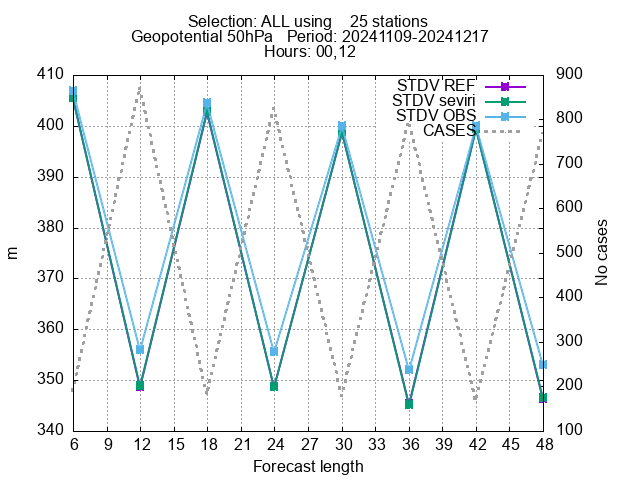 Selection: ALL using    25 stations
Geopotential 50hPa   Period: 20241109-20241217
Hours: 00,12
STDV REF
STDV seviri
STDV OBS
CASES
410
400
390
380
370
360
350
340
m
900
800
700
600
500
400
300
200
100
No cases
6 9 12 15 18 21 24 27 30 33 36 39 42 45 48
Forecast length